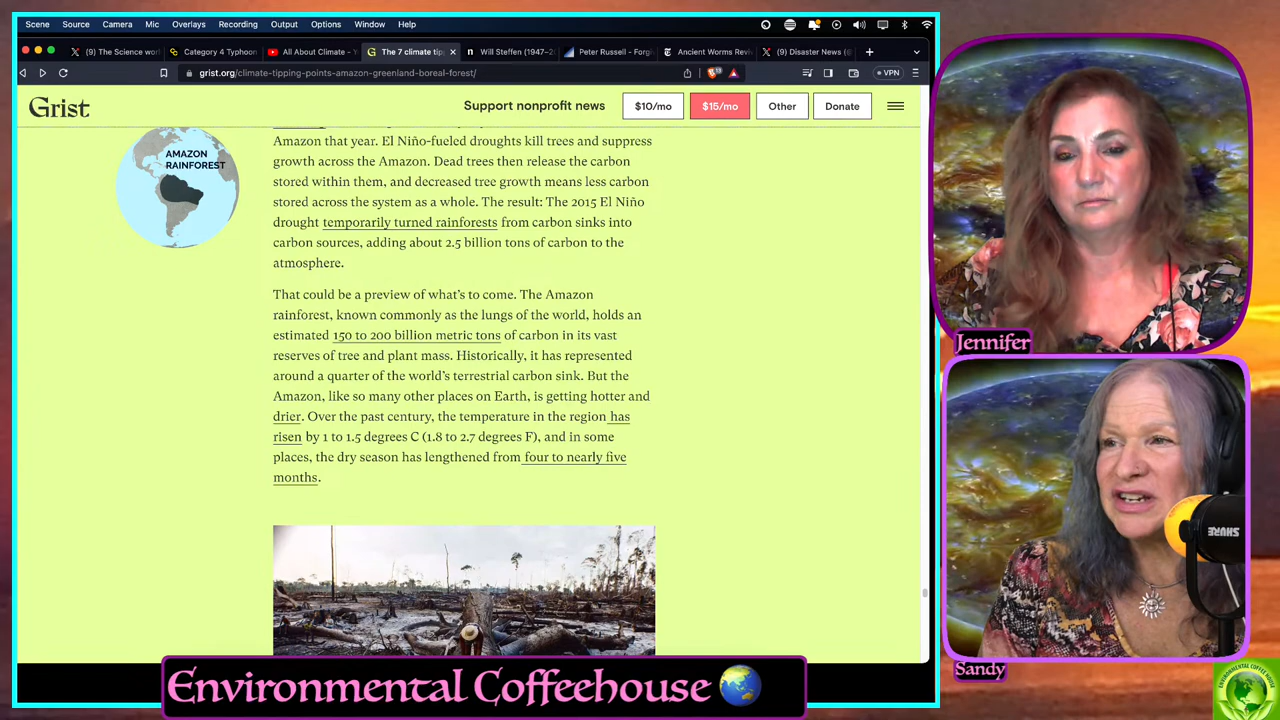 Scene Source Camera Mic Overlays Recording Output Options Window Help
(9) The Science wor
Category 4 Typhoon
All About Climate - Y
The 7 climate tip
Will Steffen (1947–2
Peter Russell - Forgi
Ancient Worms Revi
(9) Disaster News (@
grist.org/climate-tipping-points-amazon-greenland-boreal-forest/
VPN
Grist
Support nonprofit news
$10/mo
$15/mo
Other
Donate
AMAZON
RAINFOREST
Amazon that year. El Niño-fueled droughts kill trees and suppress
growth across the Amazon. Dead trees then release the carbon
stored within them, and decreased tree growth means less carbon
stored across the system as a whole. The result: The 2015 El Niño
drought temporarily turned rainforests from carbon sinks into
carbon sources, adding about 2.5 billion tons of carbon to the
atmosphere.
That could be a preview of what's to come. The Amazon
rainforest, known commonly as the lungs of the world, holds an
estimated 150 to 200 billion metric tons of carbon in its vast
reserves of tree and plant mass. Historically, it has represented
around a quarter of the world's terrestrial carbon sink. But the
Amazon, like so many other places on Earth, is getting hotter and
drier. Over the past century, the temperature in the region has
risen by 1 to 1.5 degrees C (1.8 to 2.7 degrees F), and in some
places, the dry season has lengthened from four to nearly five
months.
Jennifer
SHURE
Sandy
Environmental Coffeehouse
ENVIRONMENTAL COFFEEHOUSE